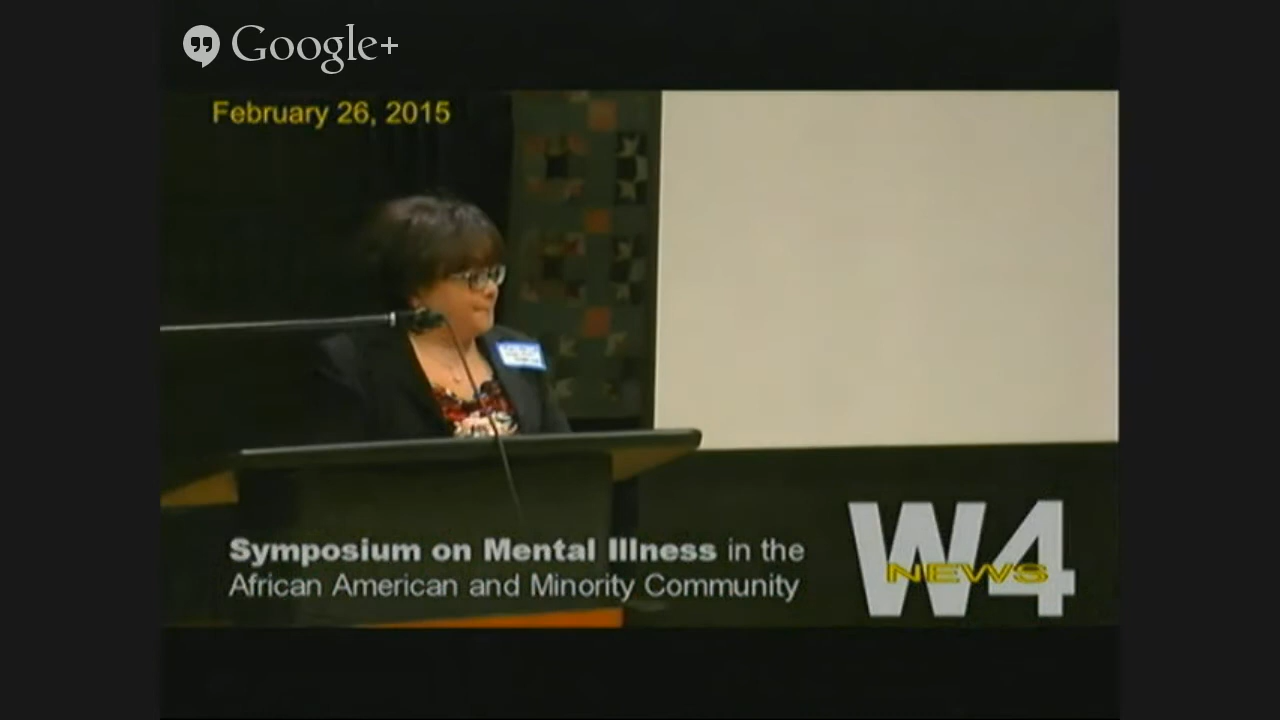 Google+
February 26, 2015
Symposium on Mental Illness in the
African American and Minority Community
W4
NEWS